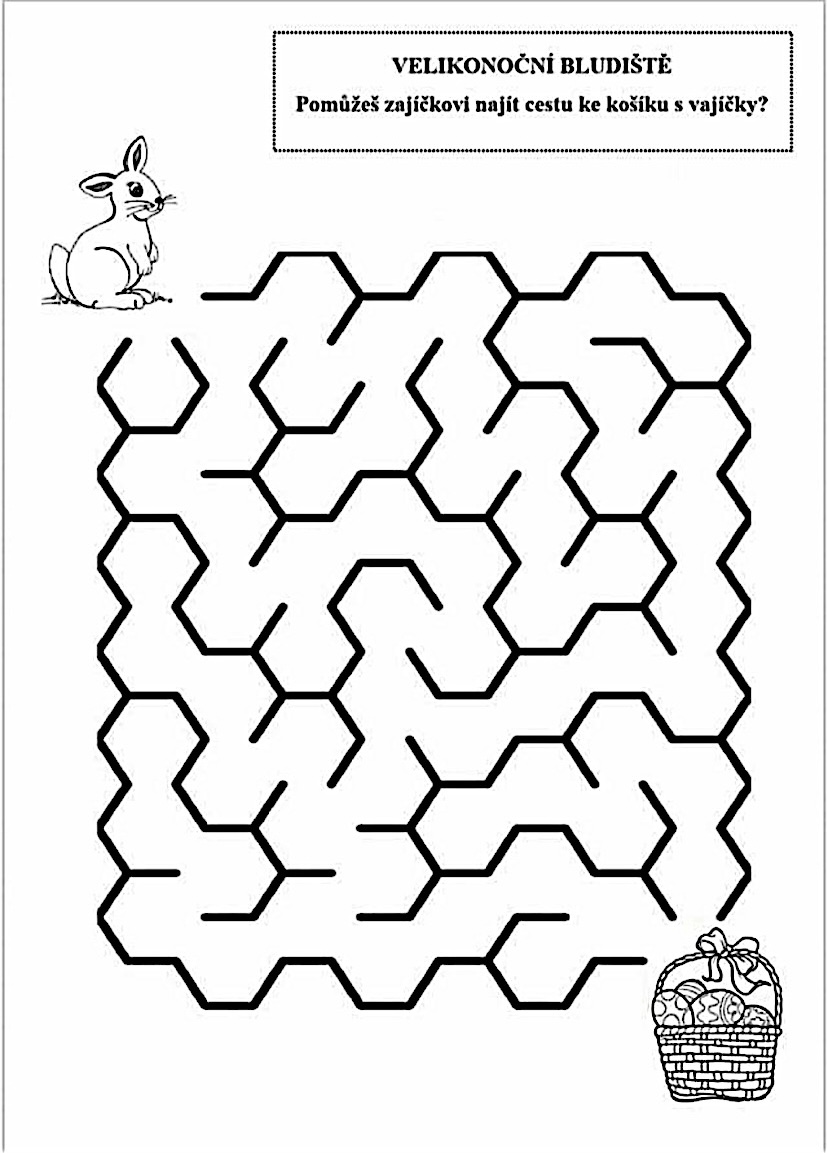 VELIKONOČNÍ BLUDIŠTĚ
Pomůžeš zajíčkovi najít cestu ke košíku s vajíčky?